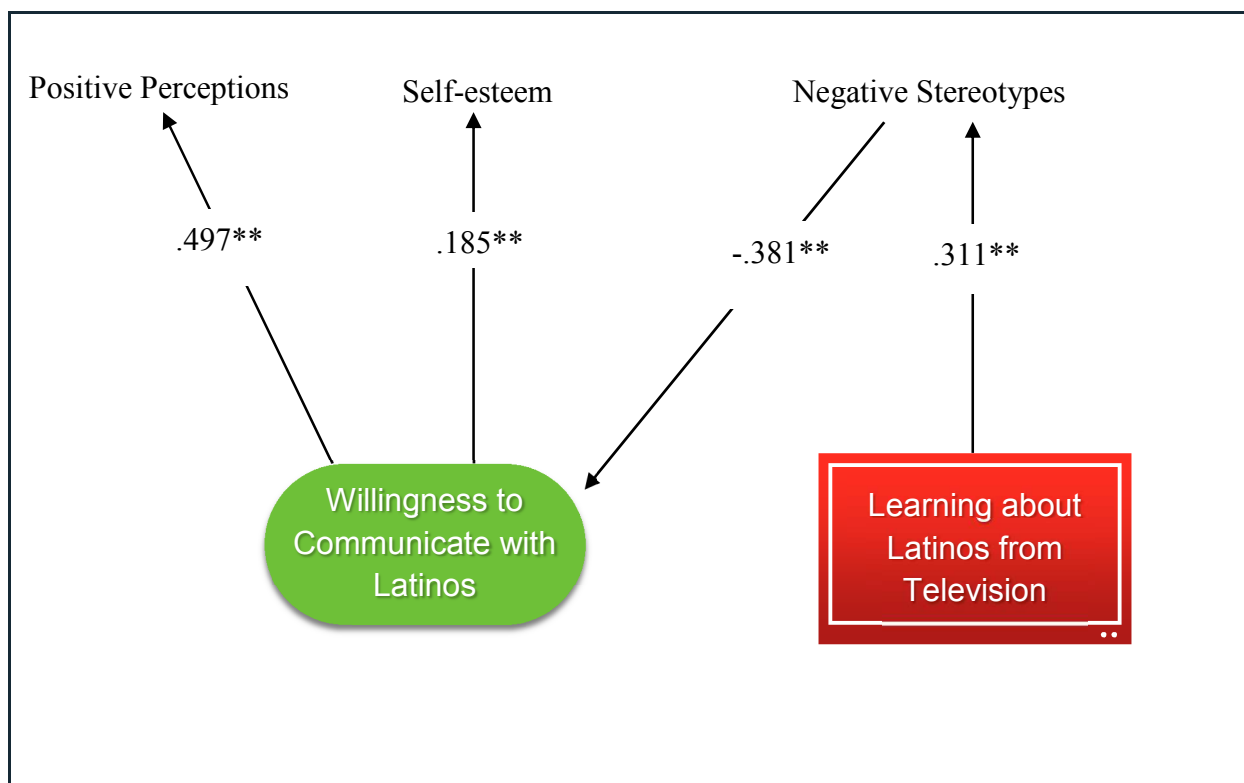 Positive Perceptions
Self-esteem
Negative Stereotypes
.497**
.185**
-.381**
.311**
Willingness to
Communicate with
Latinos
Learning about
Latinos from
Television